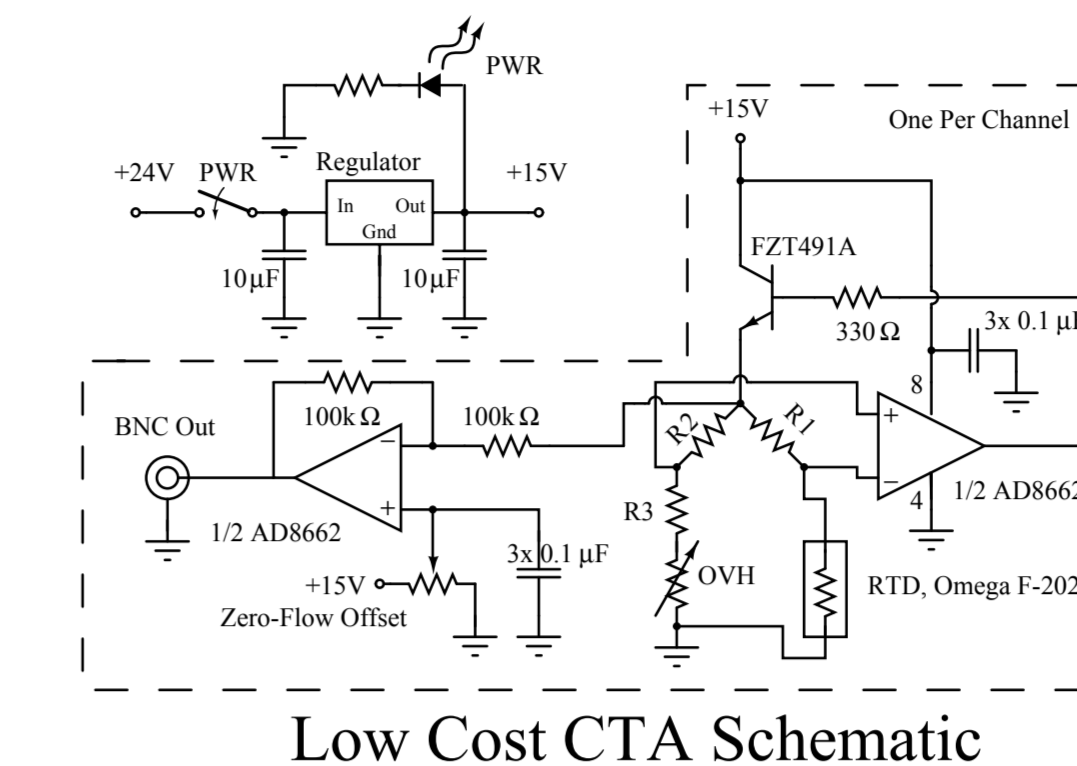 PWR
+24V
PWR
Regulator
+15V
In
Out
Gnd
10µF
10µF
+15V
One Per Channel
FZT491A
330 Ω
3x 0.1 µF
8
+
−
4
1/2 AD8662
R2
R1
R3
OVH
RTD, Omega F-202
BNC Out
100k Ω
100k Ω
−
+
1/2 AD8662
3x 0.1 µF
+15V
Zero-Flow Offset
Low Cost CTA Schematic